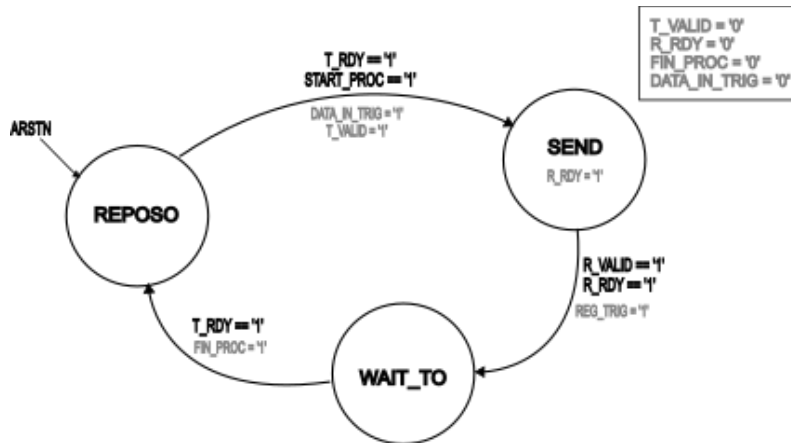 T_VALID = '0'
R_RDY = '0'
FIN_PROC = '0'
DATA_IN_TRIG = '0'
T_RDY == '1'
START_PROC == '1'
DATA_IN_TRIG = '1'
T_VALID = '1'
ARSTN
SEND
R_RDY = '1'
REPOSO
R_VALID == '1'
R_RDY == '1'
REG_TRIG = '1'
T_RDY == '1'
FIN_PROC = '1'
WAIT_TO